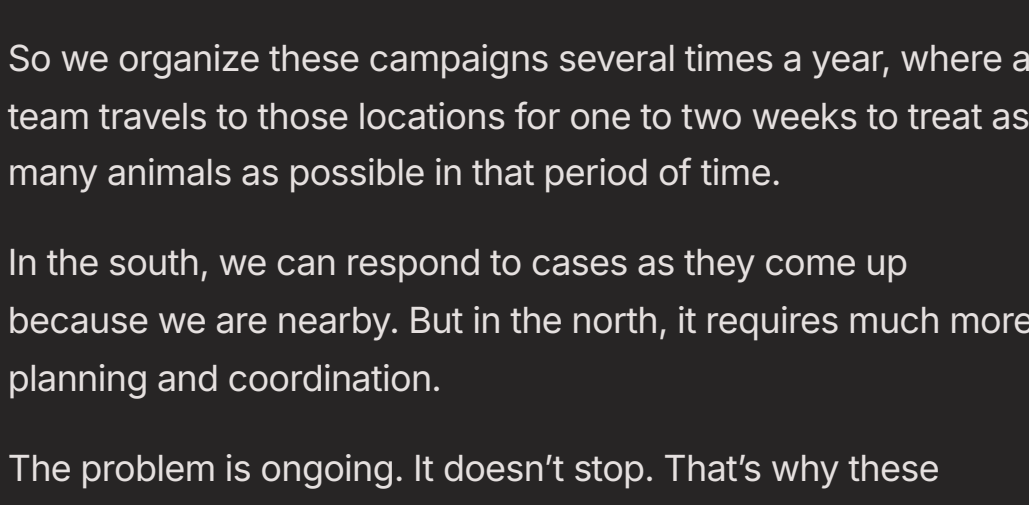 So we organize these campaigns several times a year, where a
team travels to those locations for one to two weeks to treat as
many animals as possible in that period of time.
In the south, we can respond to cases as they come up
because we are nearby. But in the north, it requires much more
planning and coordination.
The problem is ongoing. It doesn’t stop. That’s why these